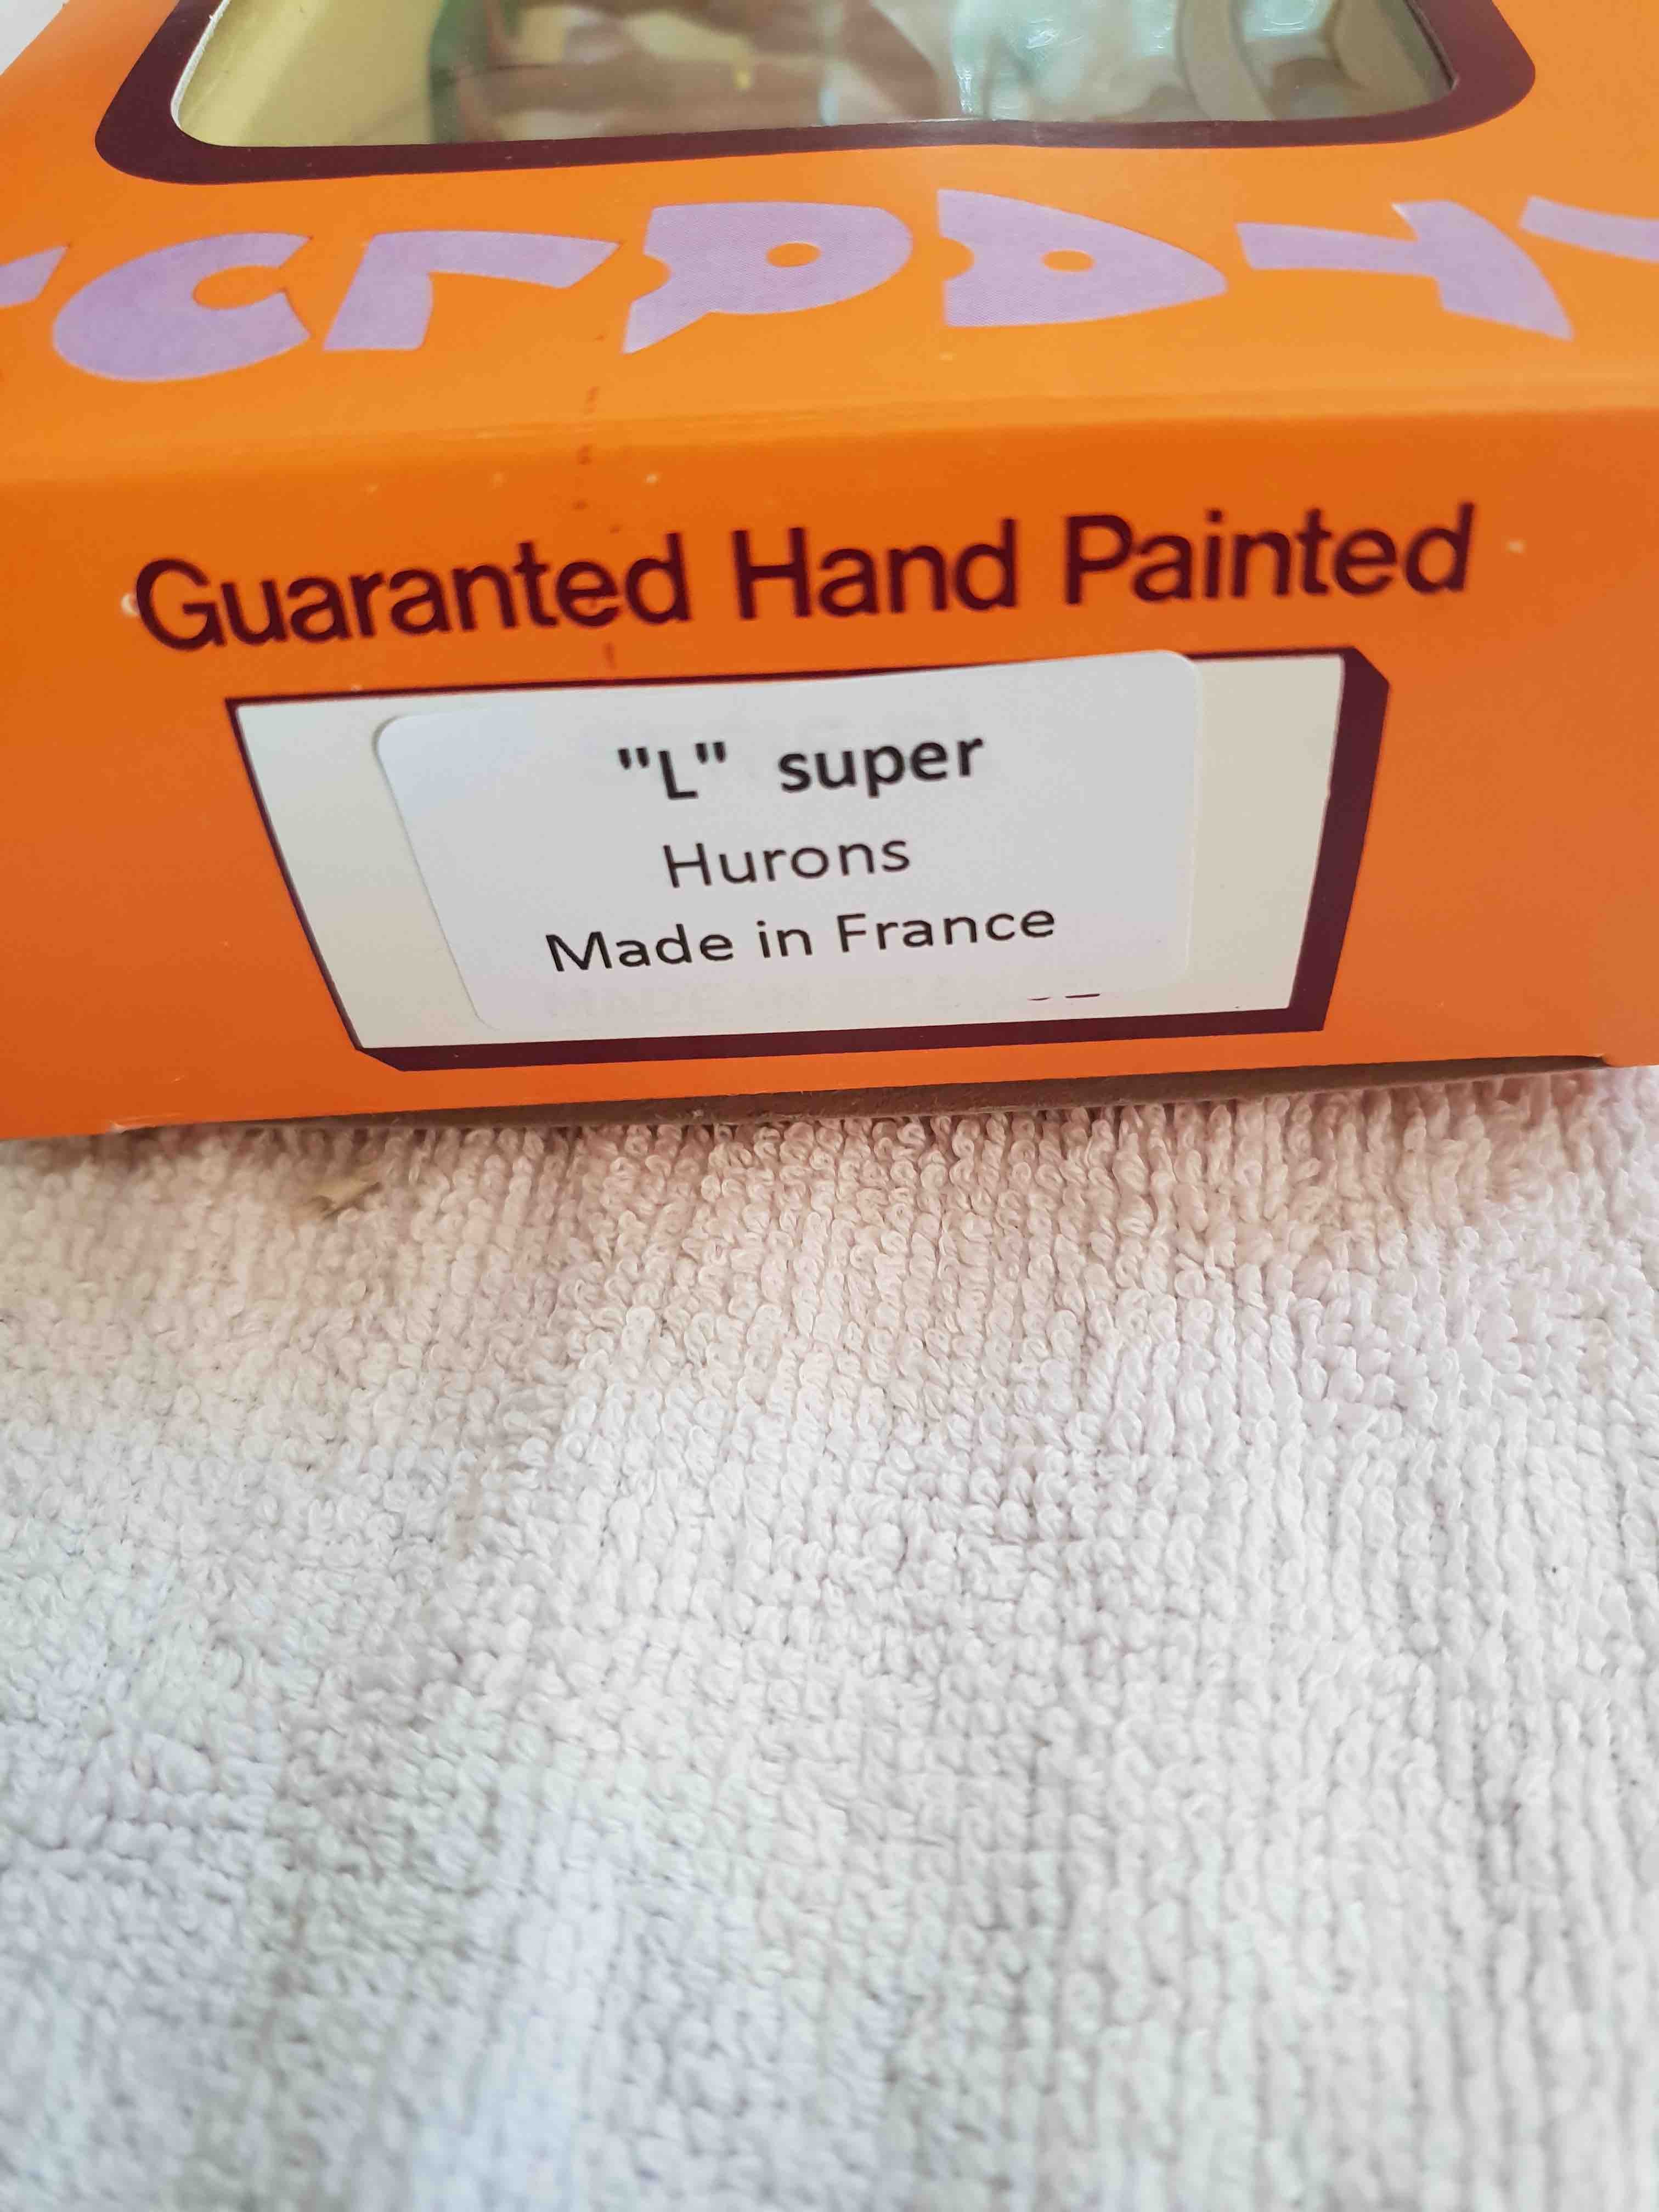 Guaranted Hand Painted
"L" super
Hurons
Made in France